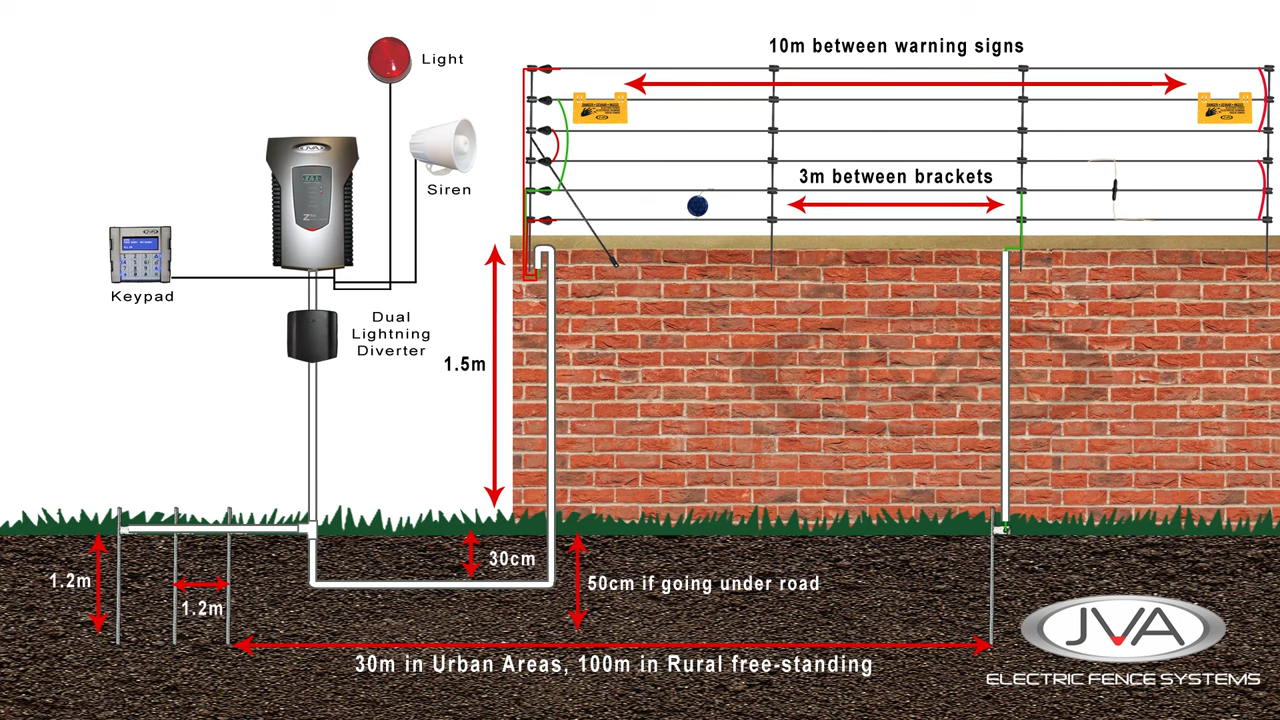 10m between warning signs
Light
JVA
Siren
3m between brackets
Keypad
Dual
Lightning
Diverter
1.5m
30cm
1.2m
50cm if going under road
1.2m
30m in Urban Areas, 100m in Rural free-standing
JVA
ELECTRIC FENCE SYSTEMS